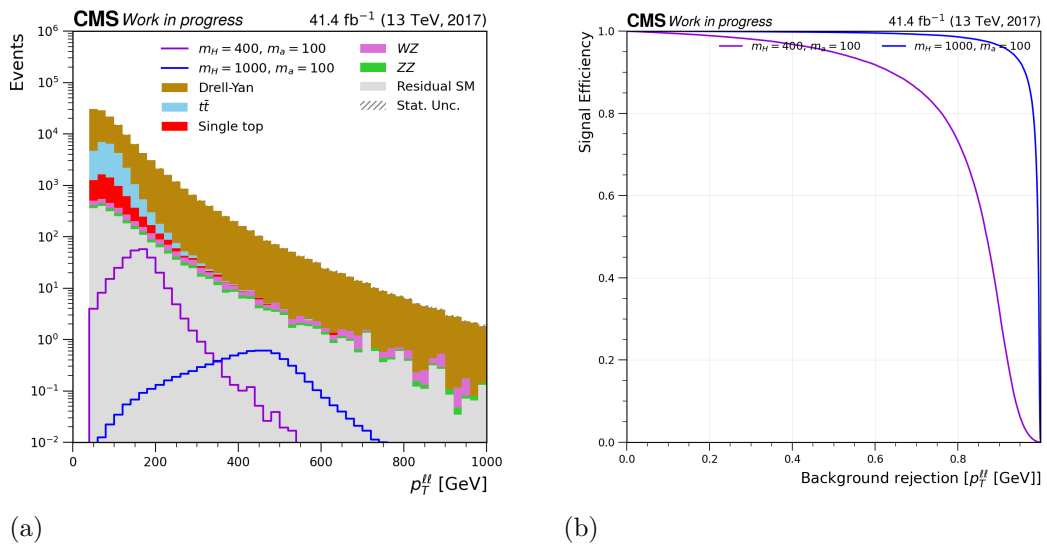 CMS Work in progress 41.4 fb⁻¹ (13 TeV, 2017)
Events
10⁶
10⁵
10⁴
10³
10²
10¹
10⁰
10⁻¹
10⁻²
m_H = 400, m_a = 100
m_H = 1000, m_a = 100
Drell-Yan
tt̄
Single top
WZ
ZZ
Residual SM
Stat. Unc.
0 200 400 600 800 1000
p_T^ℓℓ [GeV]
(a)
CMS Work in progress 41.4 fb⁻¹ (13 TeV, 2017)
Signal Efficiency
m_H = 400, m_a = 100 m_H = 1000, m_a = 100
1.0
0.8
0.6
0.4
0.2
0.0
0.0 0.2 0.4 0.6 0.8
Background rejection [p_T^ℓℓ [GeV]]
(b)